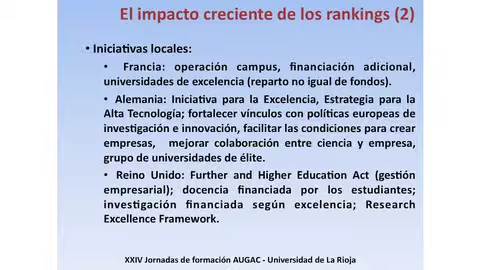 El impacto creciente de los rankings (2)
• Iniciativas locales:
• Francia: operación campus, financiación adicional,
universidades de excelencia (reparto no igual de fondos).
• Alemania: Iniciativa para la Excelencia, Estrategia para la
Alta Tecnología; fortalecer vínculos con políticas europeas de
investigación e innovación, facilitar las condiciones para crear
empresas, mejorar colaboración entre ciencia y empresa,
grupo de universidades de élite.
• Reino Unido: Further and Higher Education Act (gestión
empresarial); docencia financiada por los estudiantes;
investigación financiada según excelencia; Research
Excellence Framework.
XXIV Jornadas de formación AUGAC - Universidad de La Rioja